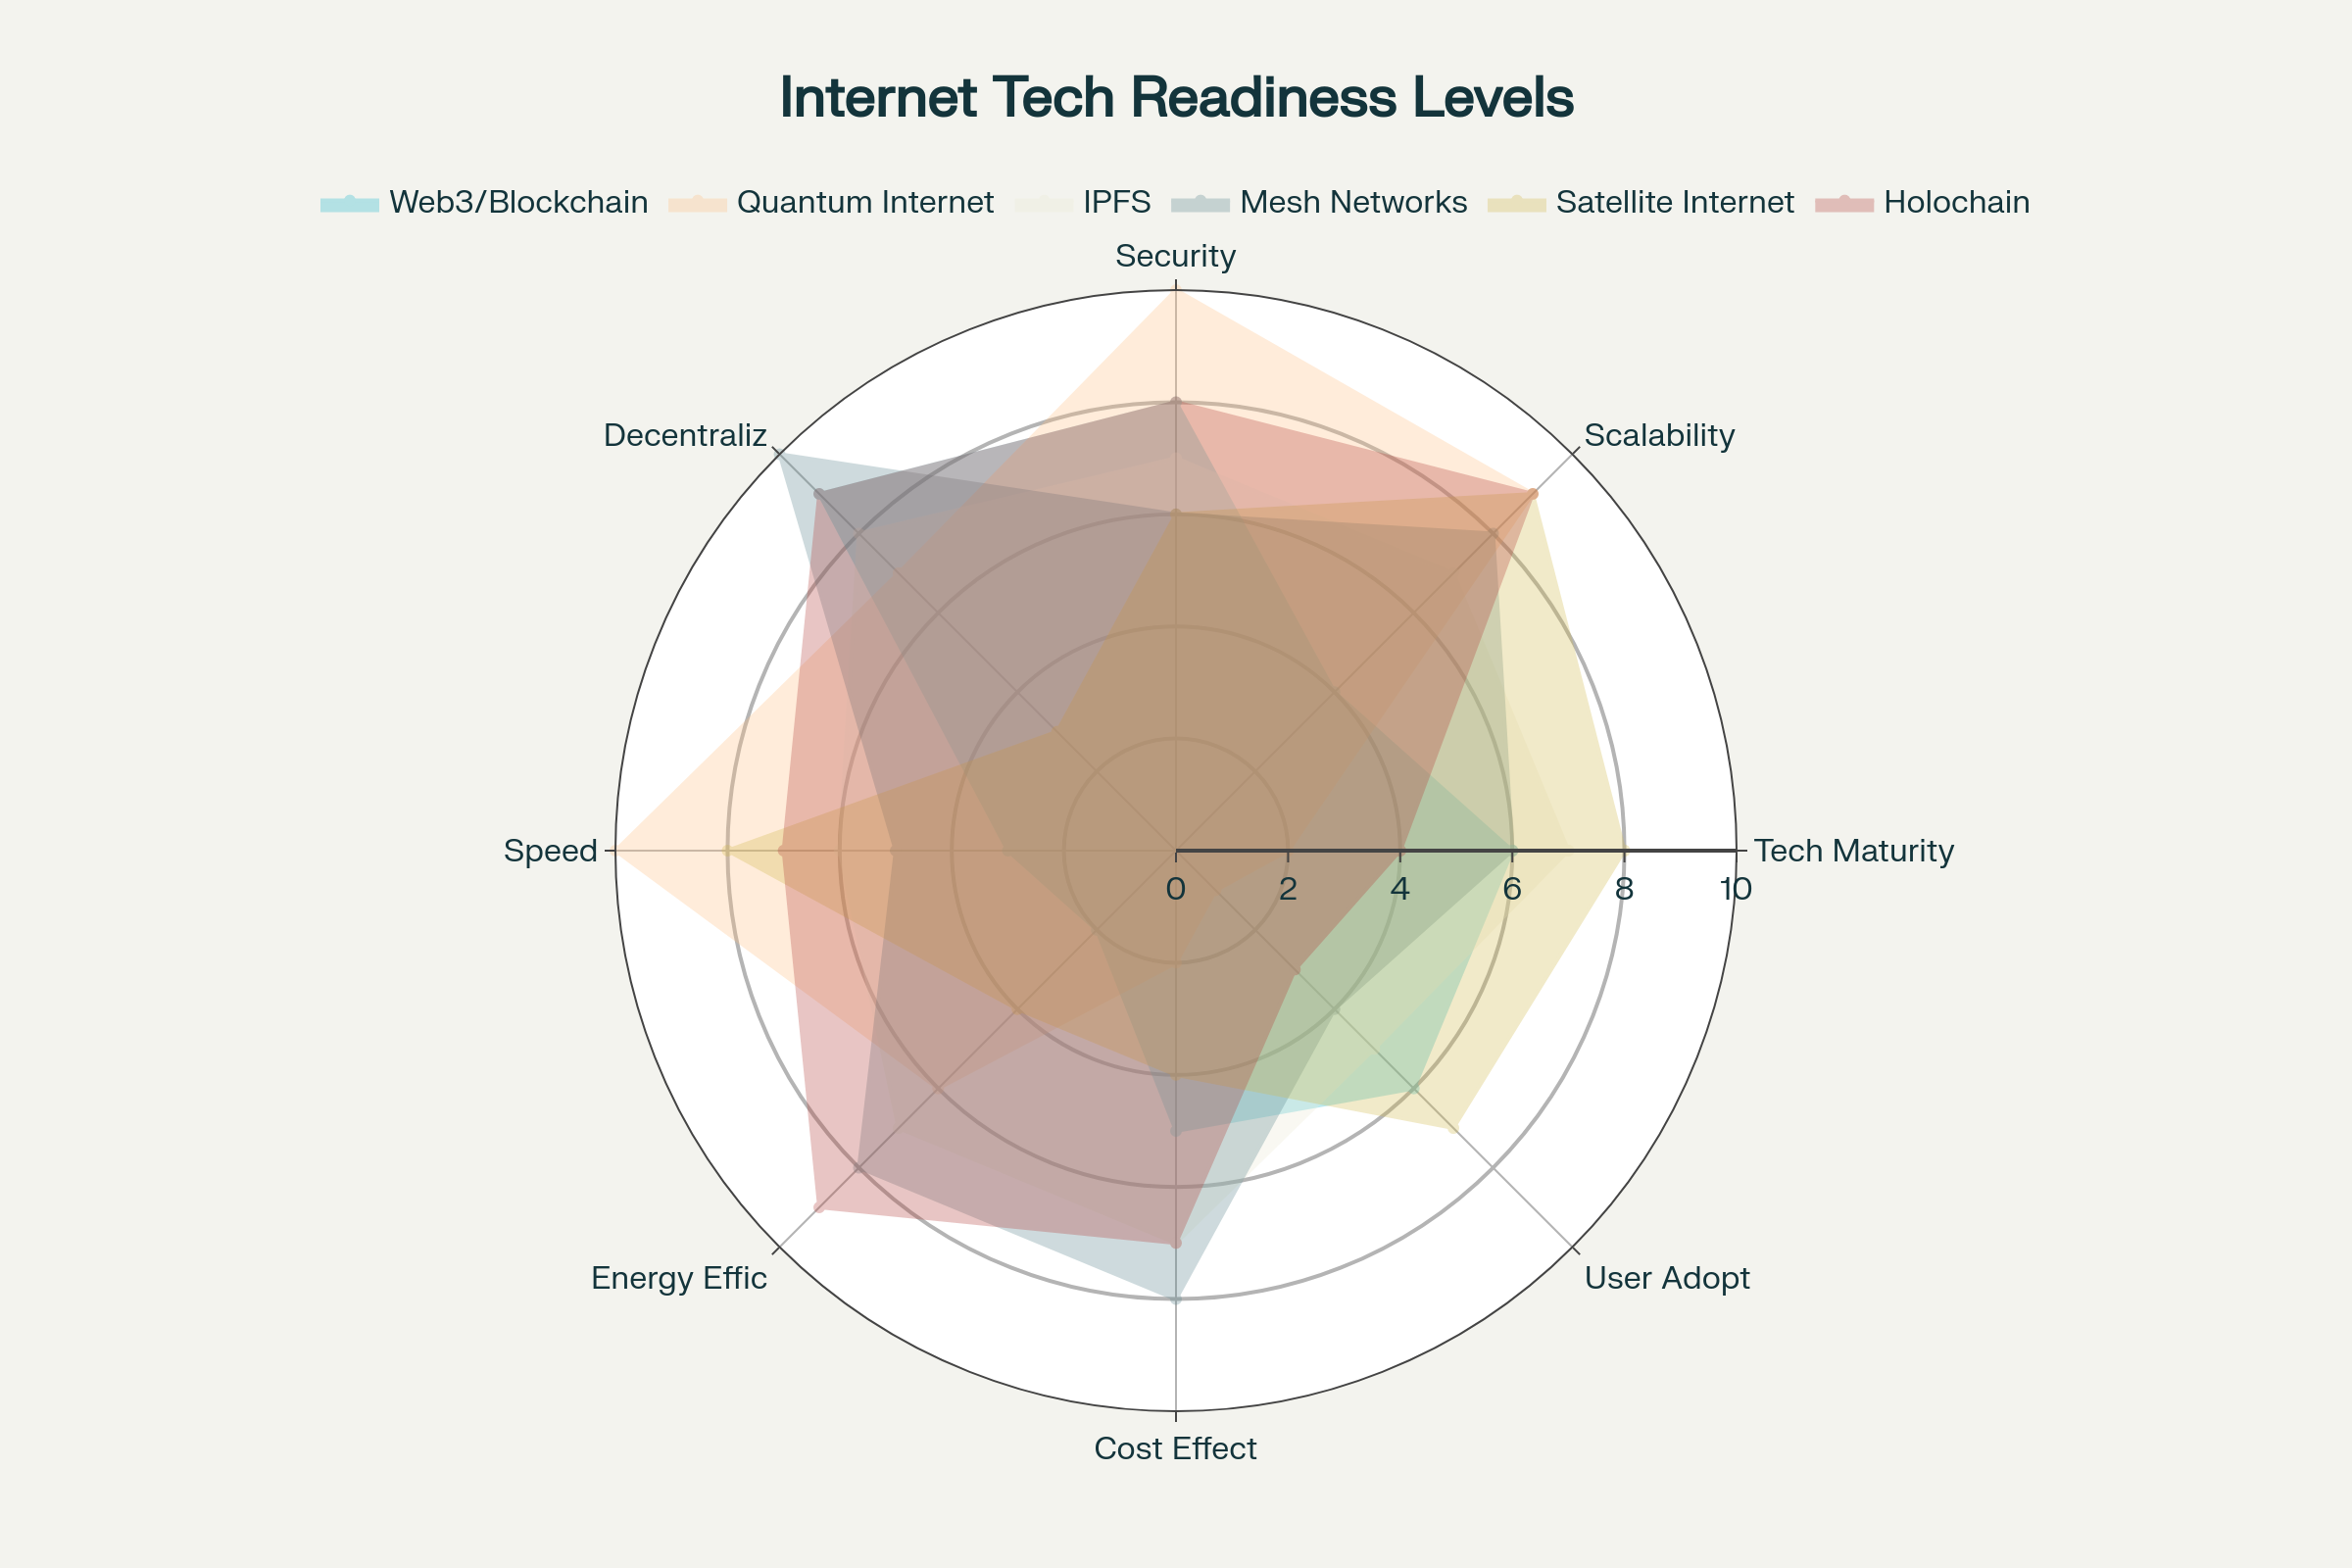 Internet Tech Readiness Levels
Web3/Blockchain Quantum Internet IPFS Mesh Networks Satellite Internet Holochain
Security
Decentraliz Scalability
Speed Tech Maturity
0 2 4 6 8 10
Energy Effic User Adopt
Cost Effect